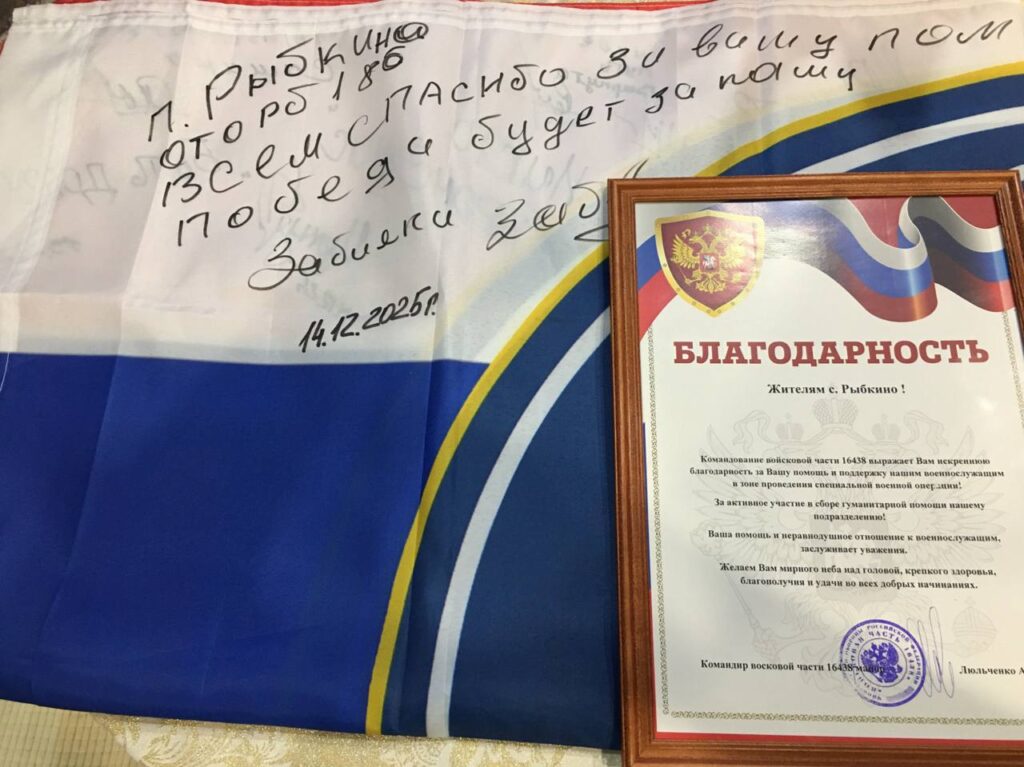 п. Рыбкина
от орб 186
Всем спасибо за вашу пом
победа будет за нашу
Забияки Заб
14.12.2025г.
БЛАГОДАРНОСТЬ
Жителям с. Рыбкино !
Командование войсковой части 16438 выражает Вам искреннюю
благодарность за Вашу помощь и поддержку нашим военнослужащим
в зоне проведения специальной военной операции!
За активное участие в сборе гуманитарной помощи нашему
подразделению!
Ваша помощь и неравнодушное отношение к военнослужащим,
заслуживает уважения.
Желаем Вам мирного неба над головой, крепкого здоровья,
благополучия и удачи во всех добрых начинаниях.
Командир восковой части 16438 майор Люльченко А